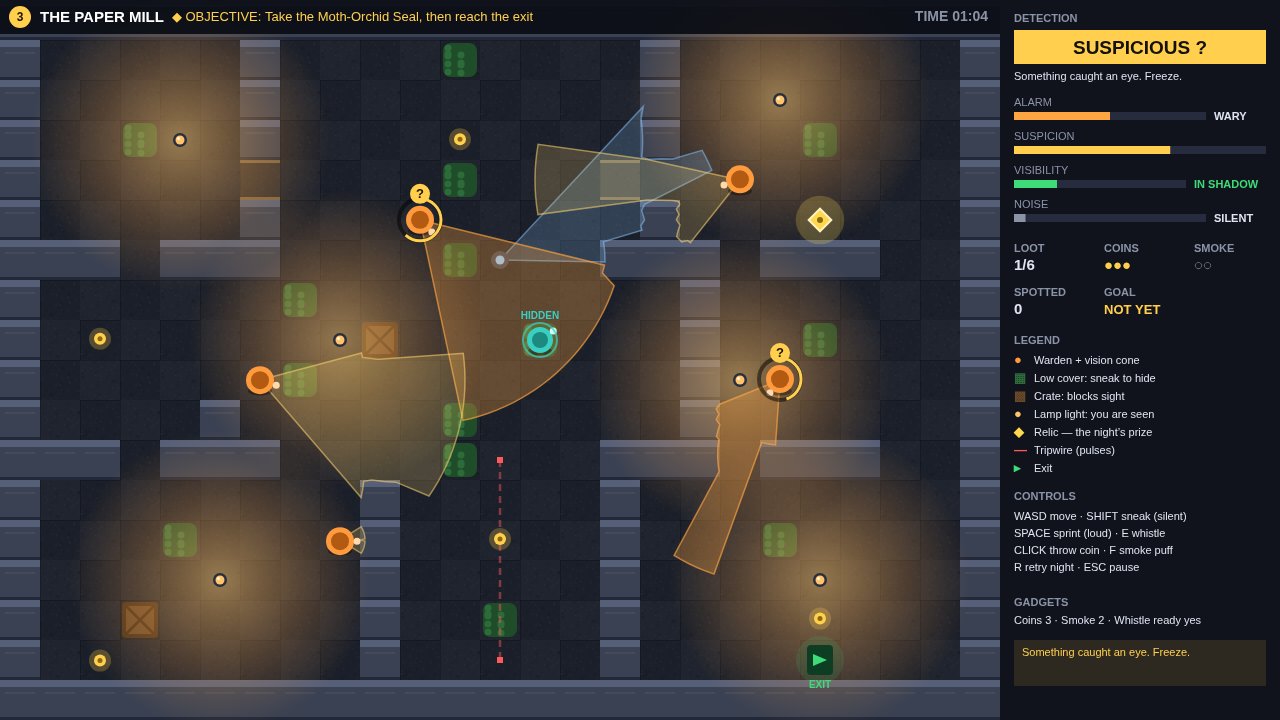 3 THE PAPER MILL ◆ OBJECTIVE: Take the Moth-Orchid Seal, then reach the exit TIME 01:04
?
HIDDEN
?
EXIT
DETECTION
SUSPICIOUS ?
Something caught an eye. Freeze.
ALARM
WARY
SUSPICION
VISIBILITY
IN SHADOW
NOISE
SILENT
LOOT COINS SMOKE
1/6 ●●● ○○
SPOTTED GOAL
0 NOT YET
LEGEND
Warden + vision cone
Low cover: sneak to hide
Crate: blocks sight
Lamp light: you are seen
Relic — the night's prize
Tripwire (pulses)
Exit
CONTROLS
WASD move · SHIFT sneak (silent)
SPACE sprint (loud) · E whistle
CLICK throw coin · F smoke puff
R retry night · ESC pause
GADGETS
Coins 3 · Smoke 2 · Whistle ready yes
Something caught an eye. Freeze.